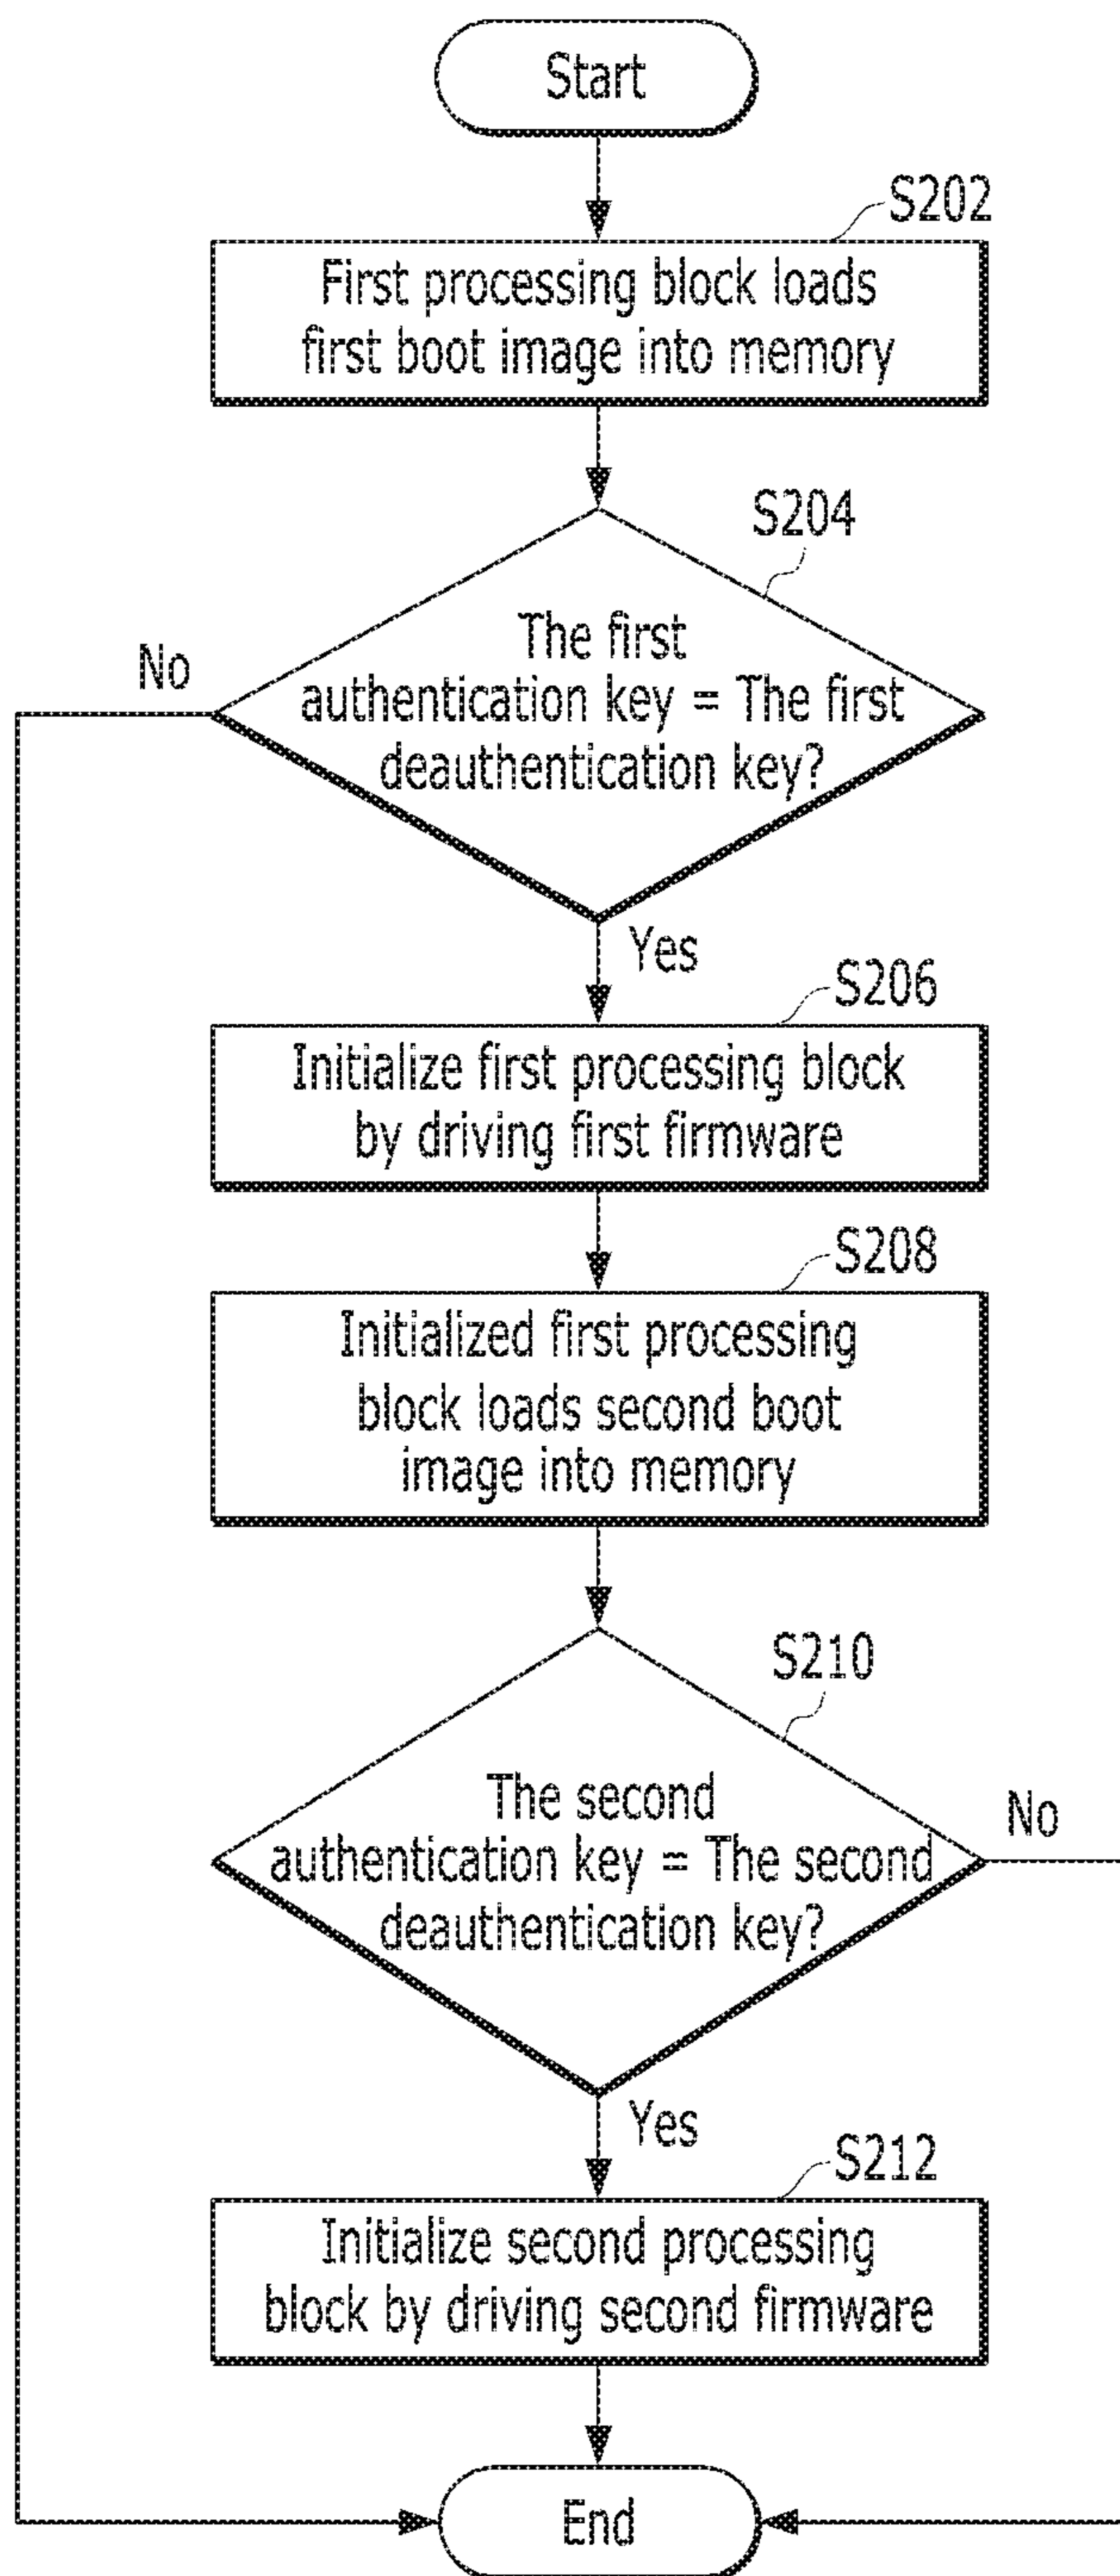 Start
S202
First processing block loads
first boot image into memory
S204
The first
authentication key = The first
deauthentication key?
No
Yes
S206
Initialize first processing block
by driving first firmware
S208
Initialized first processing
block loads second boot
image into memory
S210
The second
authentication key = The second
deauthentication key?
No
Yes
S212
Initialize second processing
block by driving second firmware
End